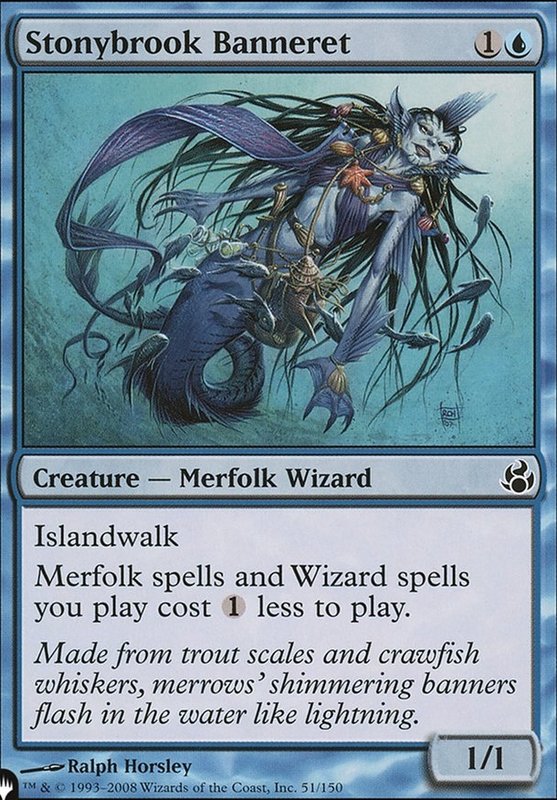 Stonybrook Banneret 1
Creature — Merfolk Wizard
Islandwalk
Merfolk spells and Wizard spells
you play cost 1 less to play.
Made from trout scales and crawfish
whiskers, merrows' shimmering banners
flash in the water like lightning.
1/1
Ralph Horsley
™ & © 1993–2008 Wizards of the Coast, Inc. 51/150